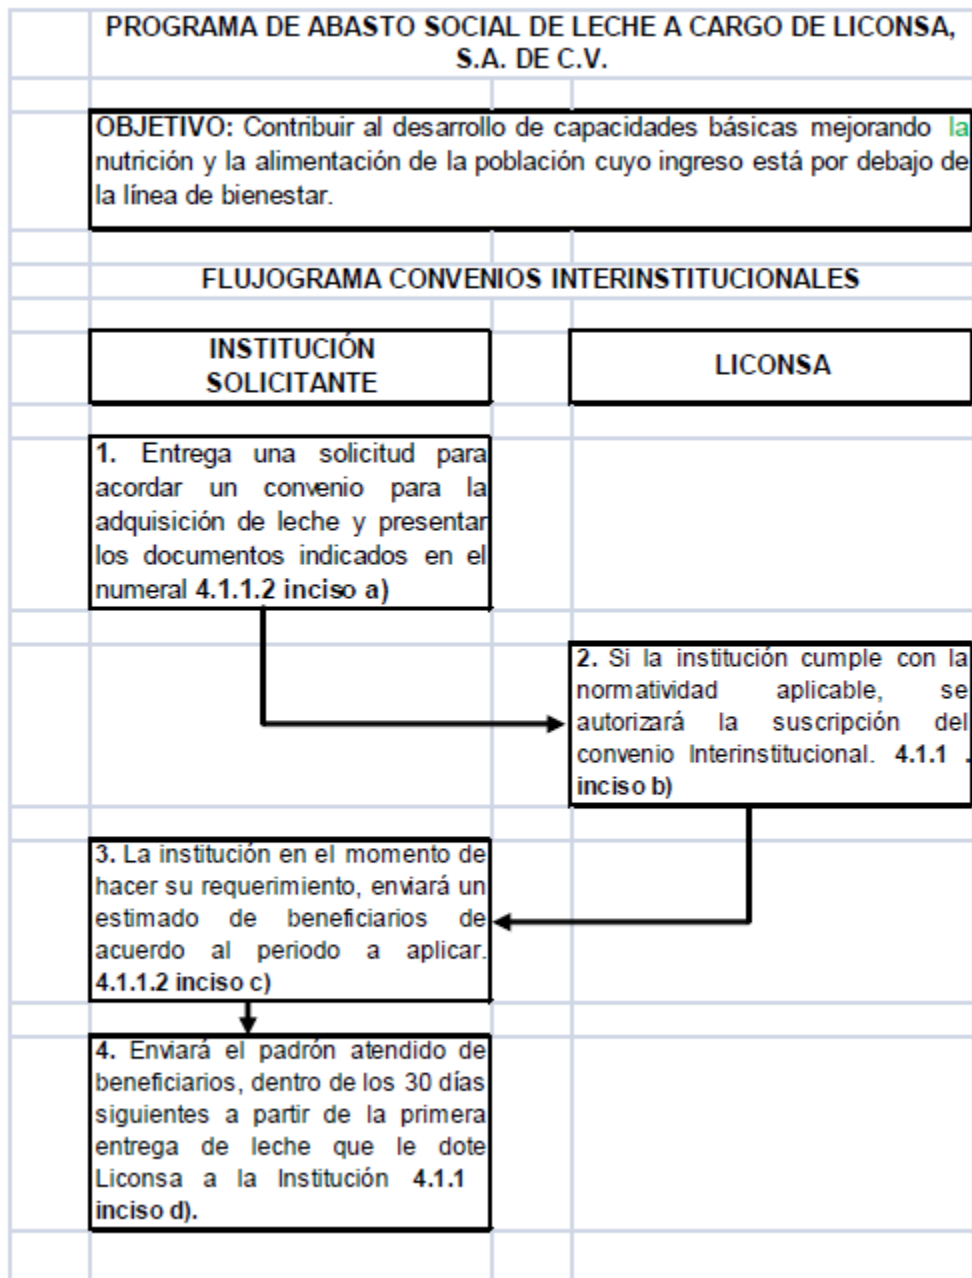 PROGRAMA DE ABASTO SOCIAL DE LECHE A CARGO DE LICONSA,
S.A. DE C.V.
OBJETIVO: Contribuir al desarrollo de capacidades básicas mejorando la
nutrición y la alimentación de la población cuyo ingreso está por debajo de
la línea de bienestar.
FLUJOGRAMA CONVENIOS INTERINSTITUCIONALES
INSTITUCIÓN
SOLICITANTE
LICONSA
1. Entrega una solicitud para
acordar un convenio para la
adquisición de leche y presentar
los documentos indicados en el
numeral 4.1.1.2 inciso a)
2. Si la institución cumple con la
normatividad aplicable, se
autorizará la suscripción del
convenio Interinstitucional. 4.1.1 .
inciso b)
3. La institución en el momento de
hacer su requerimiento, enviará un
estimado de beneficiarios de
acuerdo al periodo a aplicar.
4.1.1.2 inciso c)
4. Enviará el padrón atendido de
beneficiarios, dentro de los 30 días
siguientes a partir de la primera
entrega de leche que le dote
Liconsa a la Institución 4.1.1
inciso d).